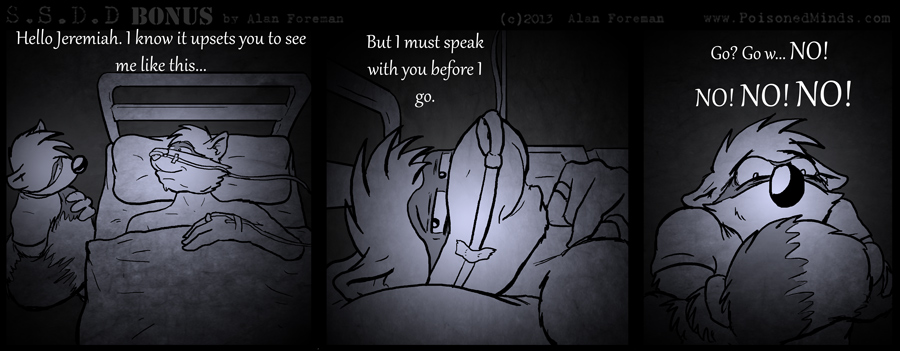 S.S.D.D BONUS by Alan Foreman (c)2013 Alan Foreman www.PoisonedMinds.com
Hello Jeremiah. I know it upsets you to see
me like this...
But I must speak
with you before I
go.
Go? Go w... NO!
NO! NO! NO!